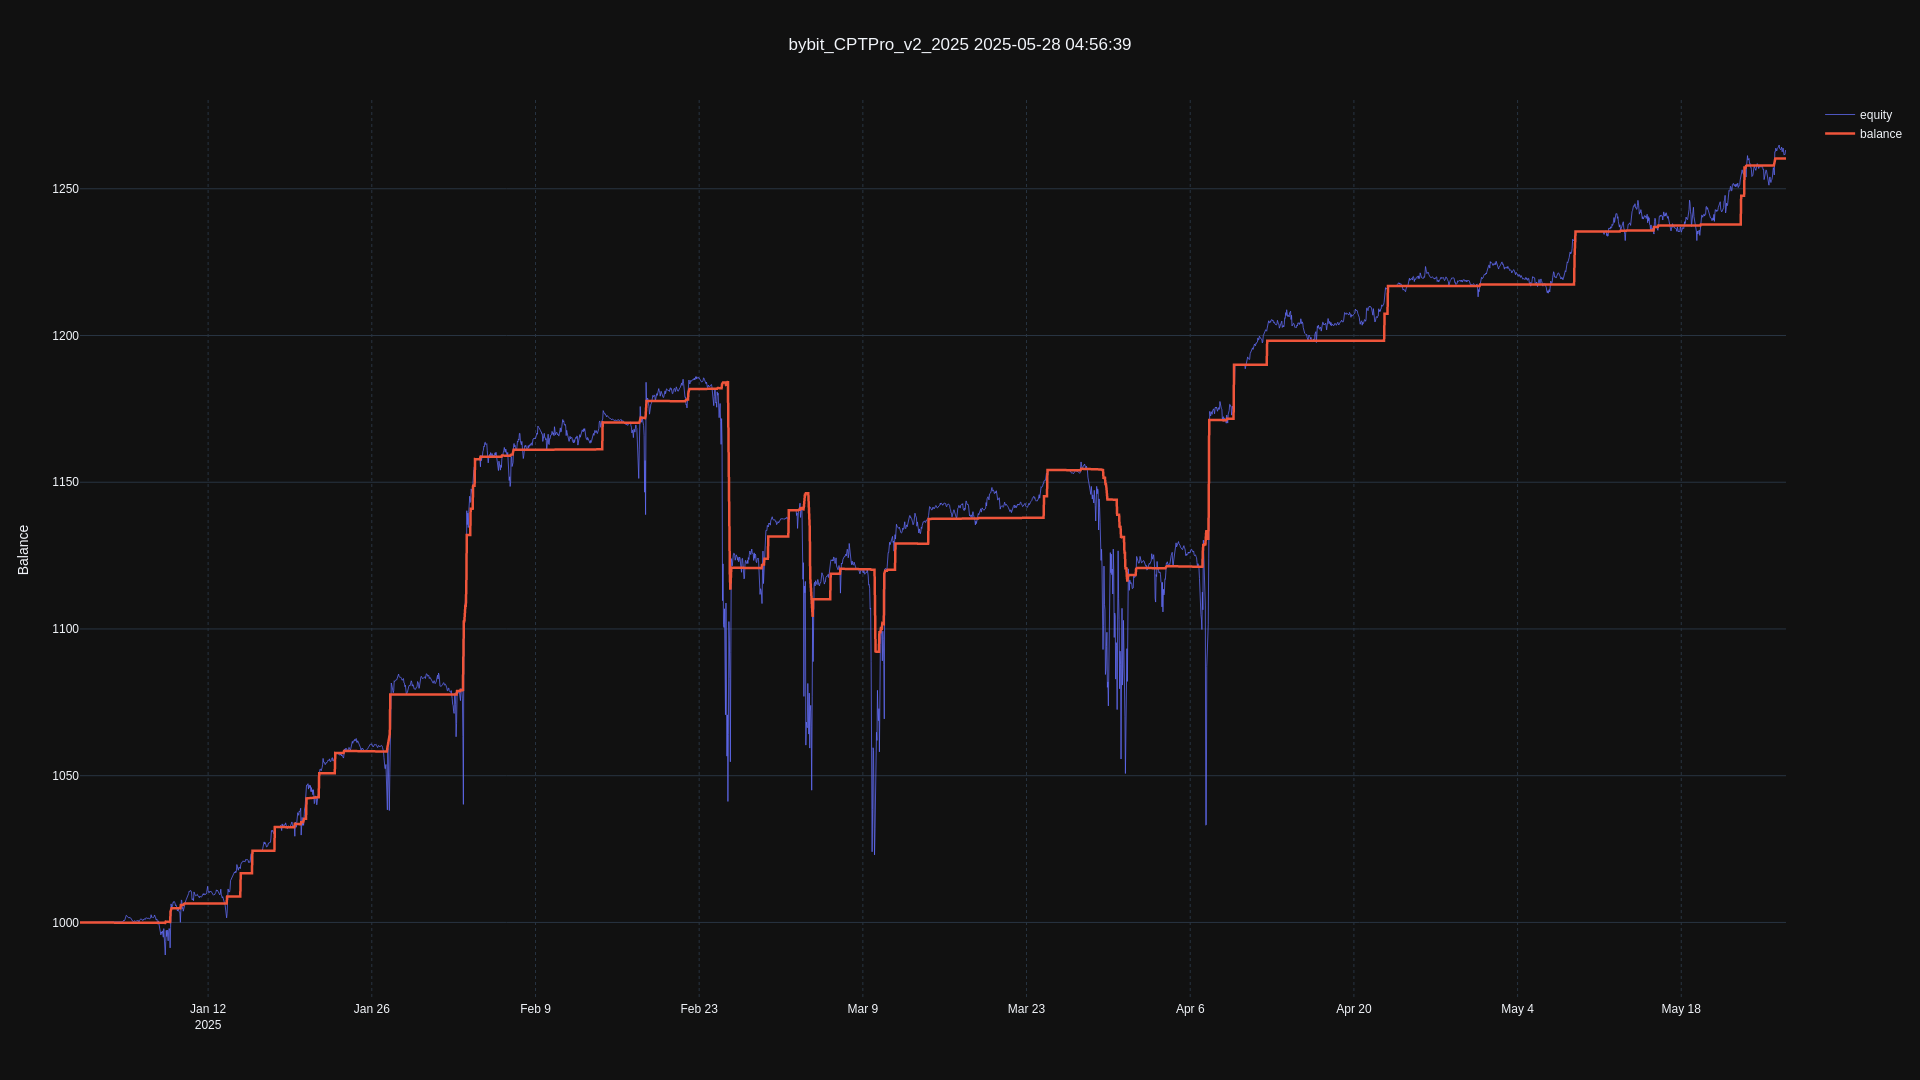 bybit_CPTPro_v2_2025 2025-05-28 04:56:39
equity
balance
Balance
1250
1200
1150
1100
1050
1000
Jan 12
2025
Jan 26
Feb 9
Feb 23
Mar 9
Mar 23
Apr 6
Apr 20
May 4
May 18